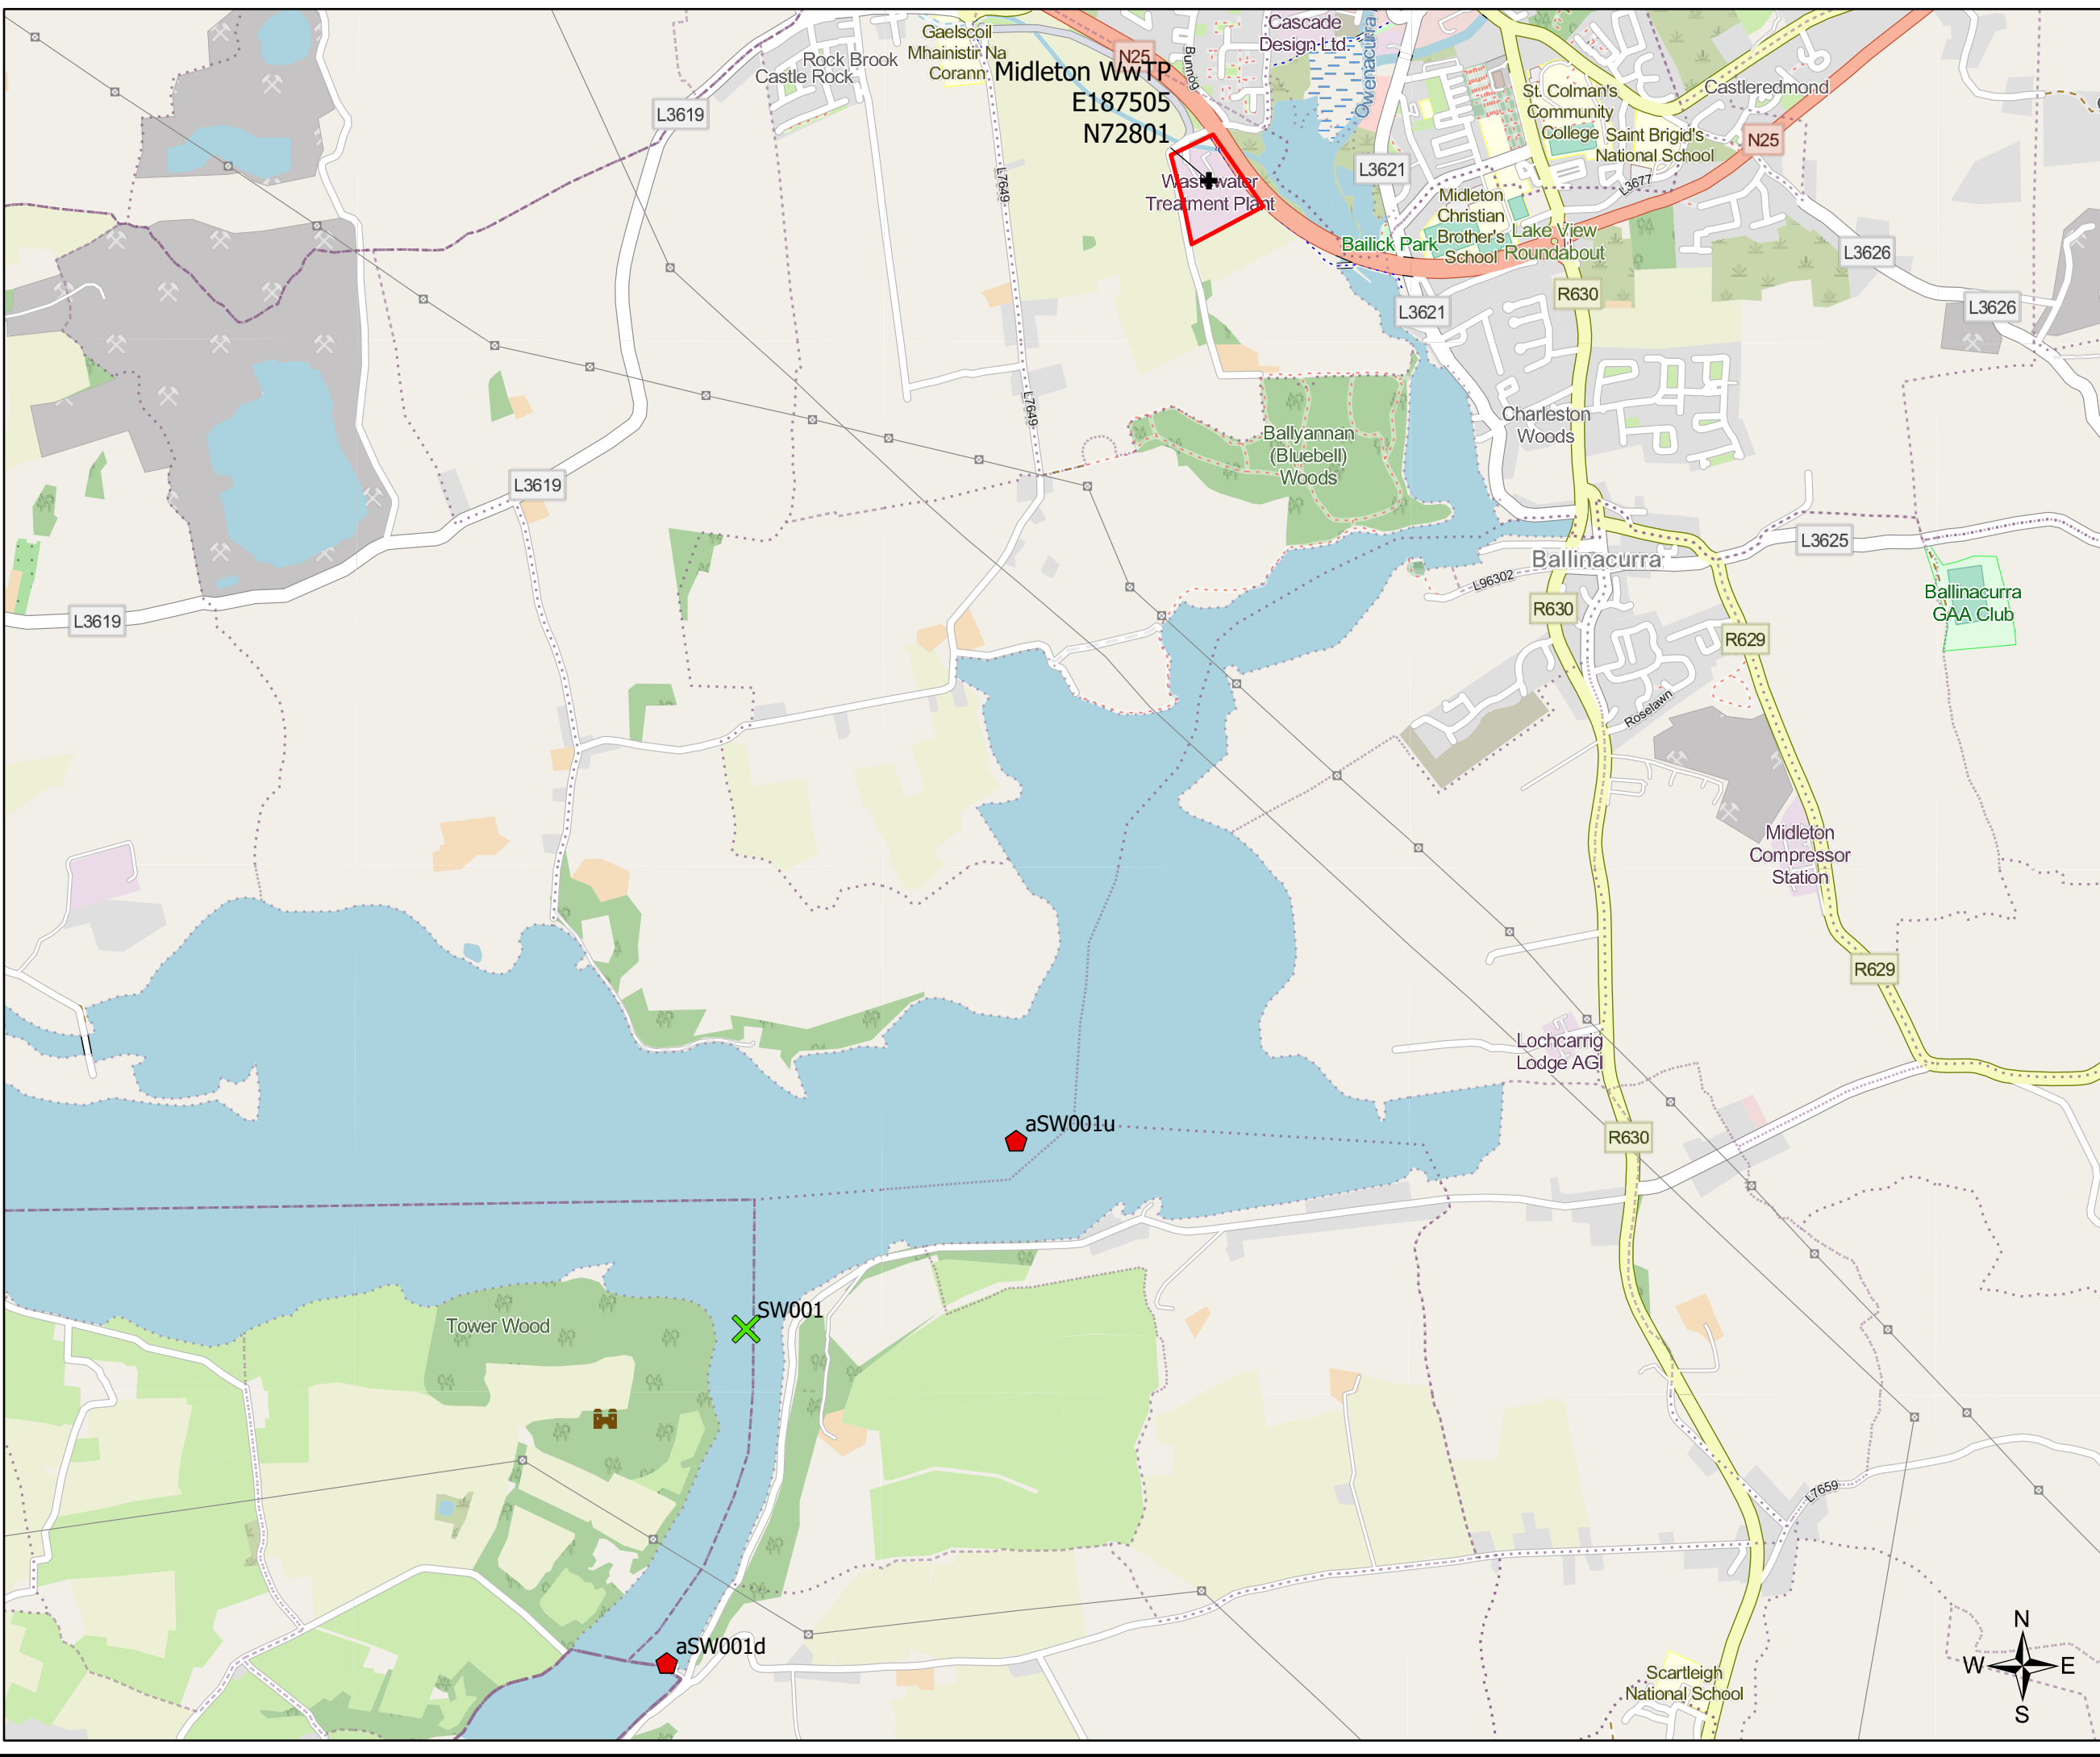 Cascade
Design Ltd.
Gaelscoil
Mhainistir Na
Corann
Rock Brook
Castle Rock
N25
Bunnóg
Owenacurra
Midleton WwTP
E187505
N72801
L3619
St. Colman's
Community
College
Saint Brigid's
National School
Castleredmond
N25
L3621
L3677
L7649
Wastewater
Treatment Plant
Midleton
Christian
Brother's
School
Bailick Park
Lake View
Roundabout
L3626
R630
L3621
L3626
L7649
Charleston
Woods
Ballyannan
(Bluebell)
Woods
L3619
L3625
Ballinacurra
L96302
Ballinacurra
GAA Club
R630
L3619
R629
Roselawn
Midleton
Compressor
Station
R629
Lochcarrig
Lodge AGI
aSW001u
R630
SW001
Tower Wood
L7659
aSW001d
Scartleigh
National School
N
W
E
S